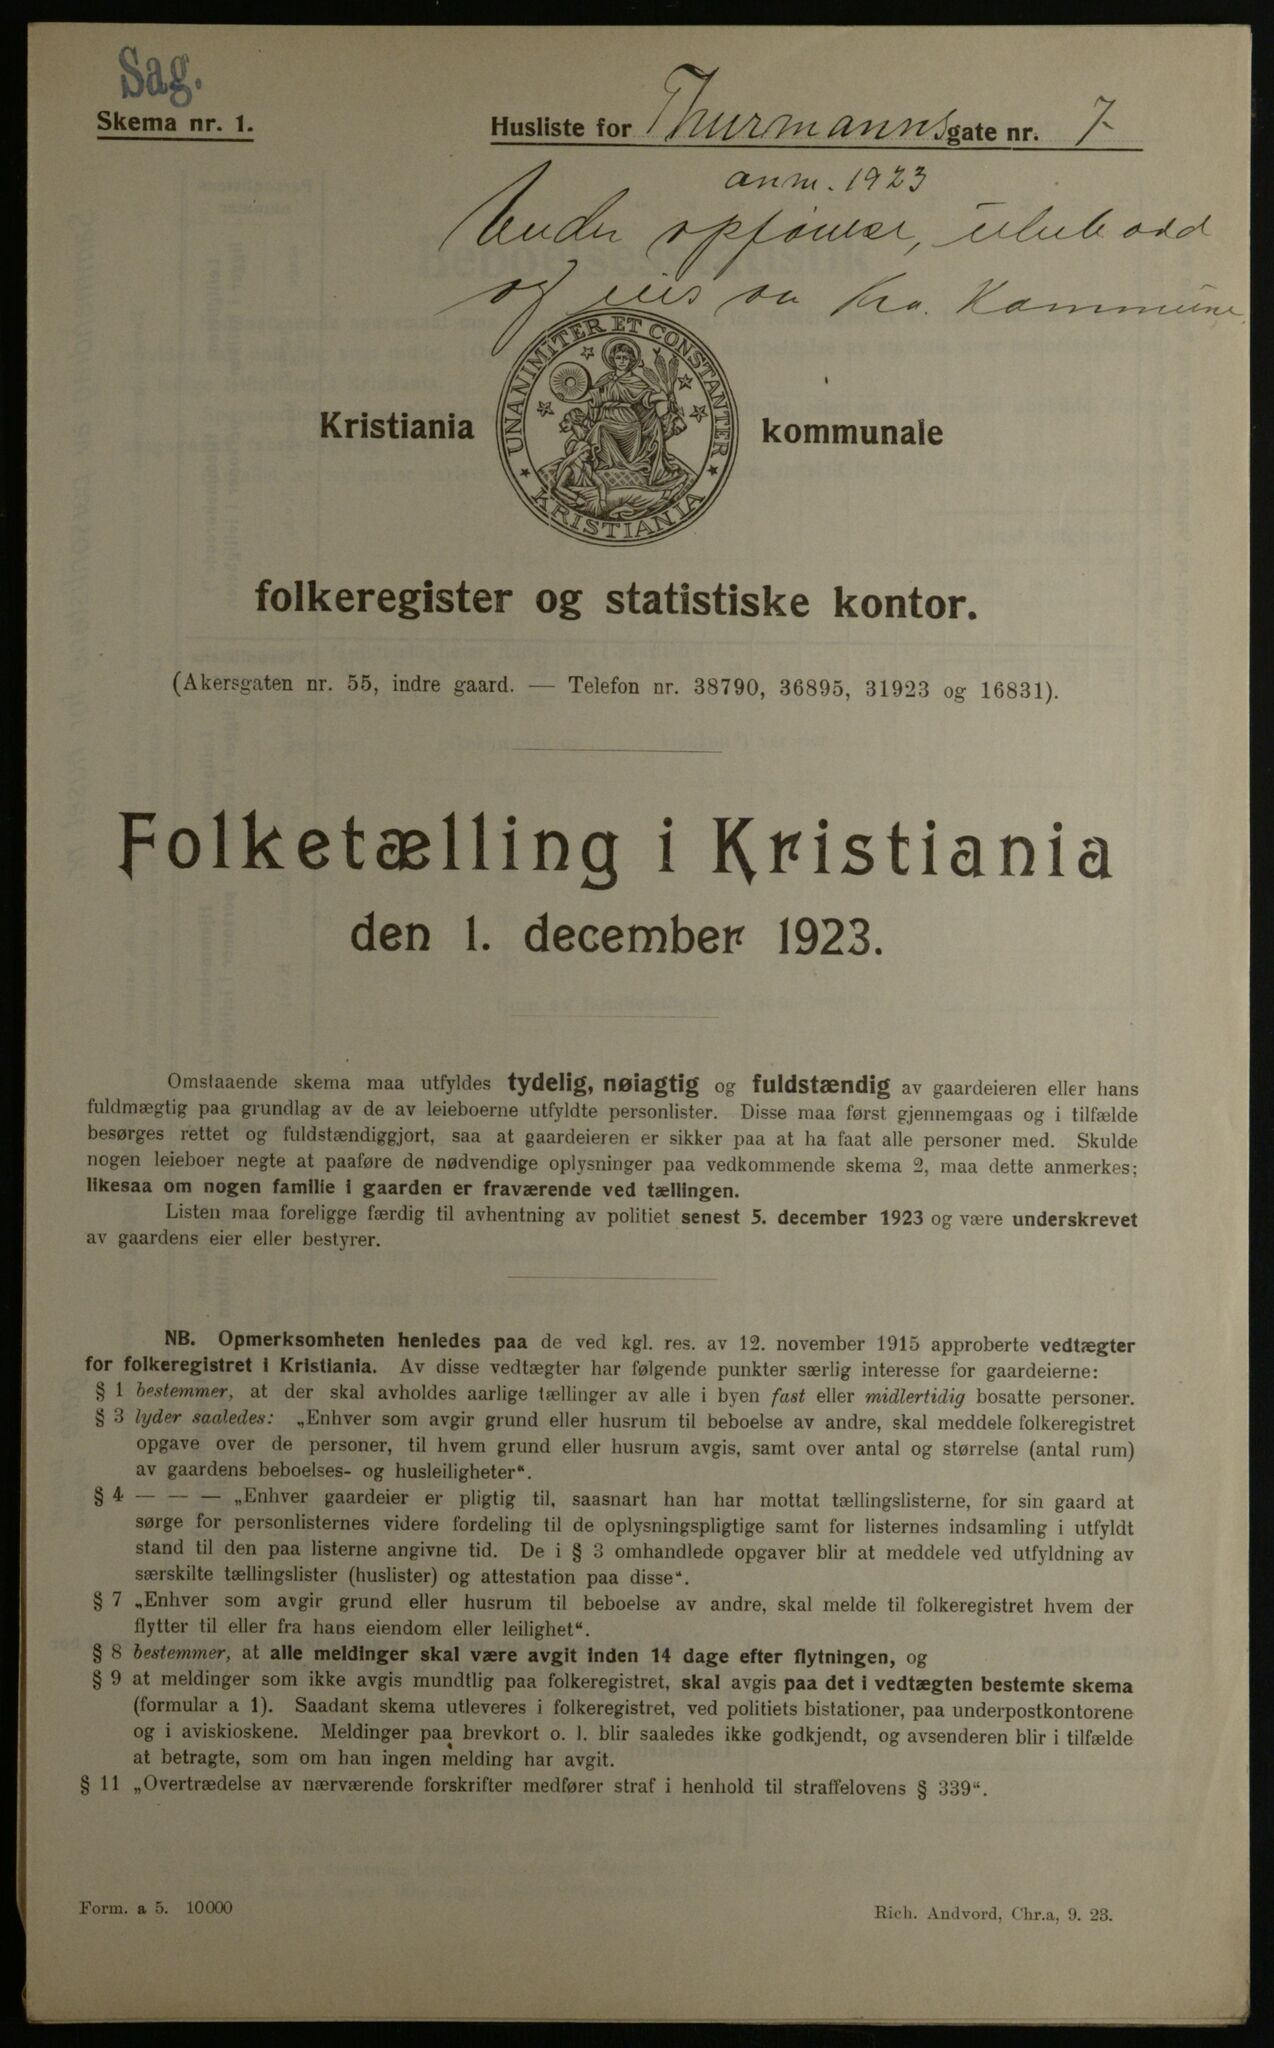 Sag.
Skema nr. 1.
Husliste for Thurmannsgate nr. 7
anm. 1923
Under opførelse, ubebodd
og eies av Kra. Kommune.
UNANIMITER ET CONSTANTER
KRISTIANIA
Kristiania kommunale
folkeregister og statistiske kontor.
(Akersgaten nr. 55, indre gaard. — Telefon nr. 38790, 36895, 31923 og 16831).
Folketælling i Kristiania
den 1. december 1923.
Omstaaende skema maa utfyldes tydelig, nøiagtig og fuldstændig av gaardeieren eller hans
fuldmægtig paa grundlag av de av leieboerne utfyldte personlister. Disse maa først gjennemgaas og i tilfælde
besørges rettet og fuldstændiggjort, saa at gaardeieren er sikker paa at ha faat alle personer med. Skulde
nogen leieboer negte at paaføre de nødvendige oplysninger paa vedkommende skema 2, maa dette anmerkes;
likesaa om nogen familie i gaarden er fraværende ved tællingen.
Listen maa foreligge færdig til avhentning av politiet senest 5. december 1923 og være underskrevet
av gaardens eier eller bestyrer.
NB. Opmerksomheten henledes paa de ved kgl. res. av 12. november 1915 approberte vedtægter
for folkeregistret i Kristiania. Av disse vedtægter har følgende punkter særlig interesse for gaardeierne:
§ 1 bestemmer, at der skal avholdes aarlige tællinger av alle i byen fast eller midlertidig bosatte personer.
§ 3 lyder saaledes: „Enhver som avgir grund eller husrum til beboelse av andre, skal meddele folkeregistret
opgave over de personer, til hvem grund eller husrum avgis, samt over antal og størrelse (antal rum)
av gaardens beboelses- og husleiligheter“.
§ 4 — — — „Enhver gaardeier er pligtig til, saasnart han har mottat tællingslisterne, for sin gaard at
sørge for personlisternes videre fordeling til de oplysningspligtige samt for listernes indsamling i utfyldt
stand til den paa listerne angivne tid. De i § 3 omhandlede opgaver blir at meddele ved utfyldning av
særskilte tællingslister (huslister) og attestation paa disse“.
§ 7 „Enhver som avgir grund eller husrum til beboelse av andre, skal melde til folkeregistret hvem der
flytter til eller fra hans eiendom eller leilighet“.
§ 8 bestemmer, at alle meldinger skal være avgit inden 14 dage efter flytningen, og
§ 9 at meldinger som ikke avgis mundtlig paa folkeregistret, skal avgis paa det i vedtægten bestemte skema
(formular a 1). Saadant skema utleveres i folkeregistret, ved politiets bistationer, paa underpostkontorene
og i aviskioskene. Meldinger paa brevkort o. l. blir saaledes ikke godkjendt, og avsenderen blir i tilfælde
at betragte, som om han ingen melding har avgit.
§ 11 „Overtrædelse av nærværende forskrifter medfører straf i henhold til straffelovens § 339“.
Form. a 5. 10000
Rich. Andvord, Chr.a, 9. 23.